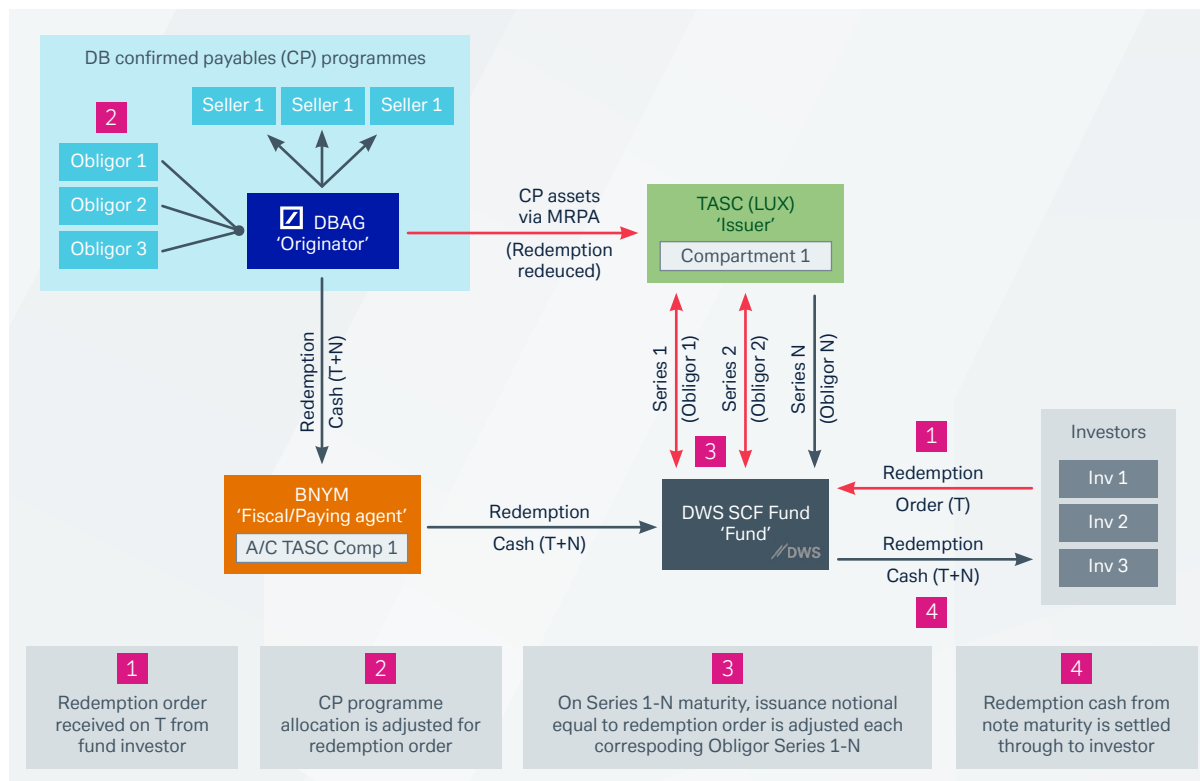 DB confirmed payables (CP) programmes
2
Seller 1
Seller 1
Seller 1
Obligor 1
Obligor 2
Obligor 3
DBAG
'Originator'
CP assets
via MRPA
(Redemption
redeuced)
TASC (LUX)
'Issuer'
Compartment 1
Redemption
Cash (T+N)
Series 1
(Obligor 1)
Series 2
(Obligor 2)
Series N
(Obligor N)
3
BNYM
'Fiscal/Paying agent'
A/C TASC Comp 1
Redemption
Cash (T+N)
DWS SCF Fund
'Fund'
DWS
1
Redemption
Order (T)
Redemption
Cash (T+N)
4
Investors
Inv 1
Inv 2
Inv 3
1
Redemption order
received on T from
fund investor
2
CP programme
allocation is adjusted for
redemption order
3
On Series 1-N maturity, issuance notional
equal to redemption order is adjusted each
correspoding Obligor Series 1-N
4
Redemption cash from
note maturity is settled
through to investor